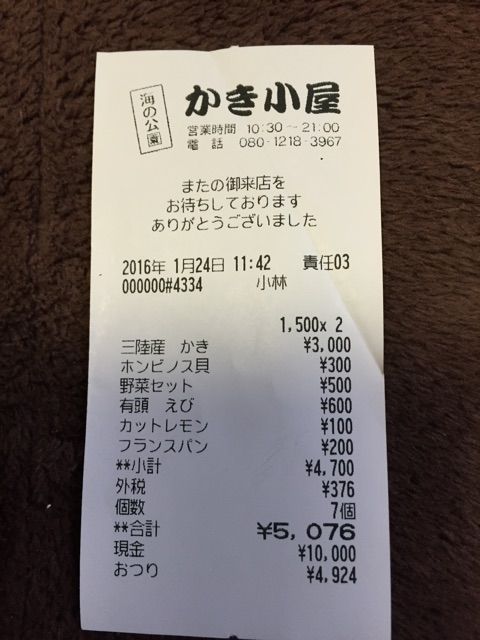 海の公園
かき小屋
営業時間 10:30～21:00
電 話 080-1218-3967
またの御来店を
お待ちしております
ありがとうございました
2016年 1月24日 11:42 責任03
000000#4334 小林
1,500x 2
三陸産 かき ¥3,000
ホンビノス貝 ¥300
野菜セット ¥500
有頭 えび ¥600
カットレモン ¥100
フランスパン ¥200
**小計 ¥4,700
外税 ¥376
個数 7個
**合計 ¥5,076
現金 ¥10,000
おつり ¥4,924